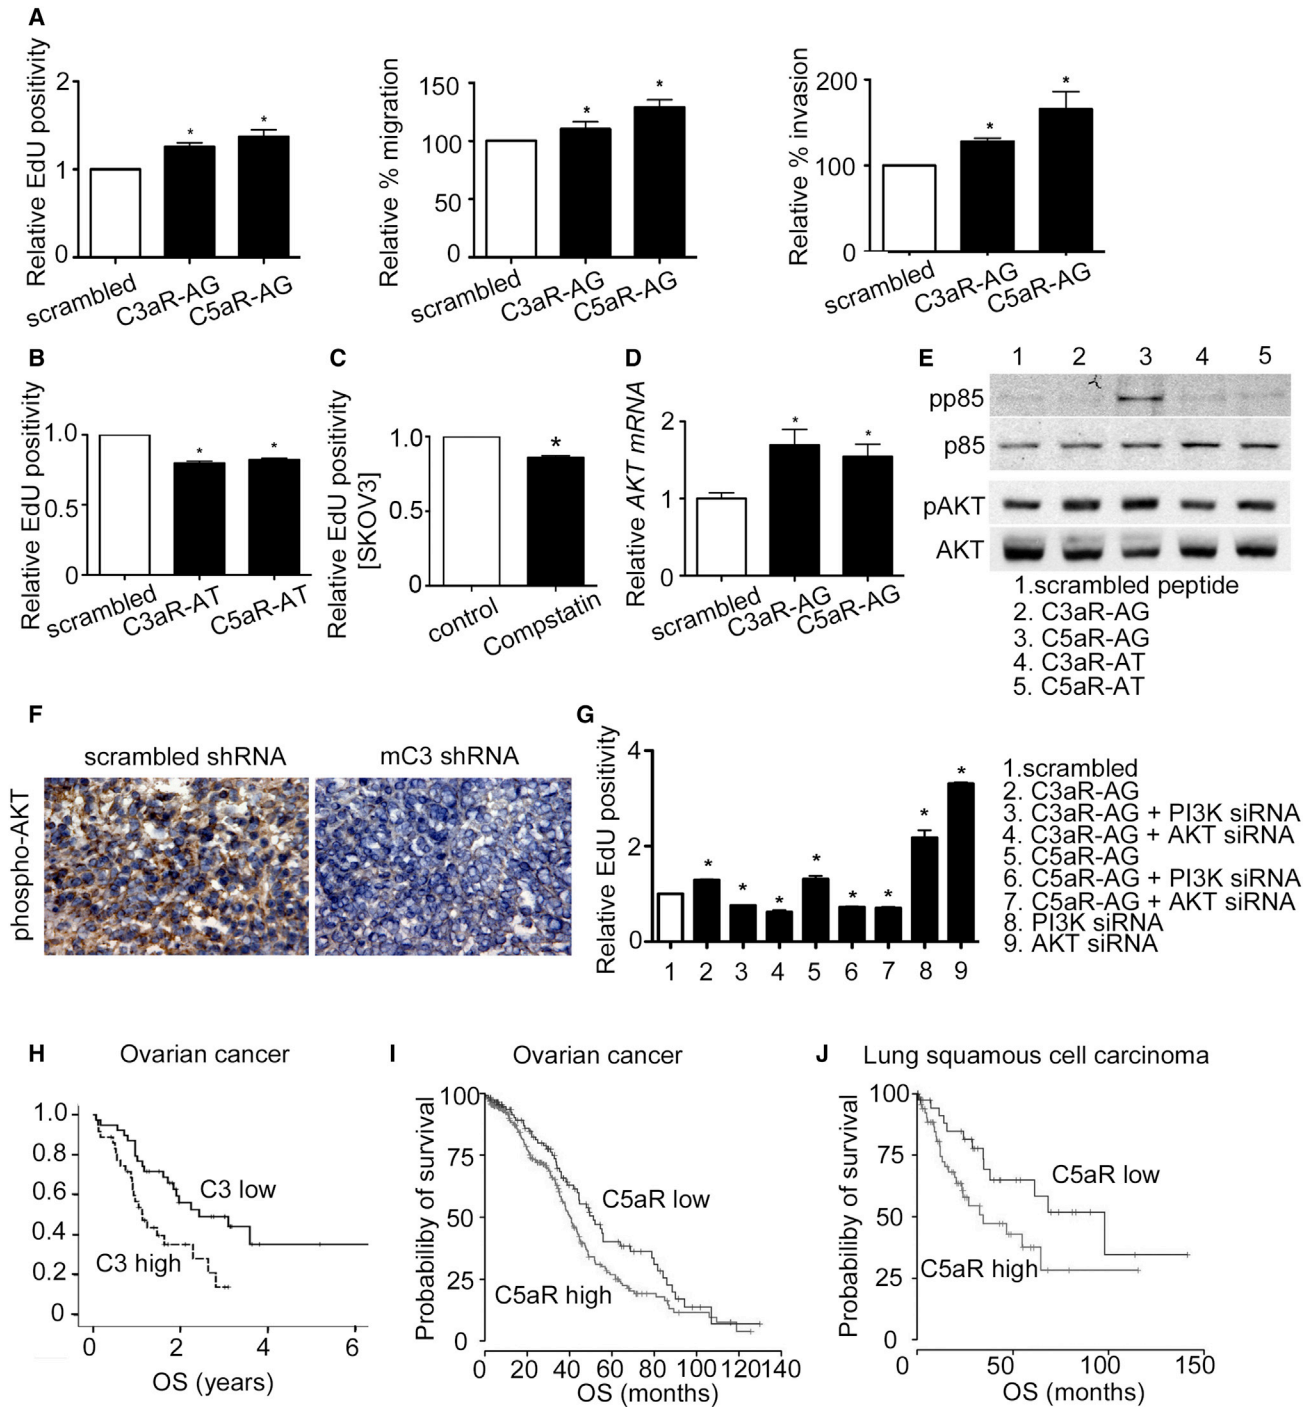 A
Relative EdU positivity
2
1
0
scrambled
C3aR-AG
C5aR-AG
*
*
Relative % migration
150
100
50
0
scrambled
C3aR-AG
C5aR-AG
*
*
Relative % invasion
200
100
0
scrambled
C3aR-AG
C5aR-AG
*
*
B
Relative EdU positivity
1.0
0.5
0
scrambled
C3aR-AT
C5aR-AT
*
*
C
Relative EdU positivity
[SKOV3]
1.0
0.5
0
control
Compstatin
*
D
Relative AKT mRNA
2
1
0
scrambled
C3aR-AG
C5aR-AG
*
*
E
1 2 3 4 5
pp85
p85
pAKT
AKT
1.scrambled peptide
2. C3aR-AG
3. C5aR-AG
4. C3aR-AT
5. C5aR-AT
F
scrambled shRNA
mC3 shRNA
phospho-AKT
G
Relative EdU positivity
4
2
0
* * * * * * * *
1 2 3 4 5 6 7 8 9
1.scrambled
2. C3aR-AG
3. C3aR-AG + PI3K siRNA
4. C3aR-AG + AKT siRNA
5. C5aR-AG
6. C5aR-AG + PI3K siRNA
7. C5aR-AG + AKT siRNA
8. PI3K siRNA
9. AKT siRNA
H
Ovarian cancer
1.0
0.8
0.6
0.4
0.2
0
C3 low
C3 high
0 2 4 6
OS (years)
I
Ovarian cancer
Probabiliby of survival
100
75
50
25
0
C5aR low
C5aR high
0 20 40 60 80 100 120 140
OS (months)
J
Lung squamous cell carcinoma
Probabiliby of survival
100
75
50
25
0
C5aR low
C5aR high
0 50 100 150
OS (months)